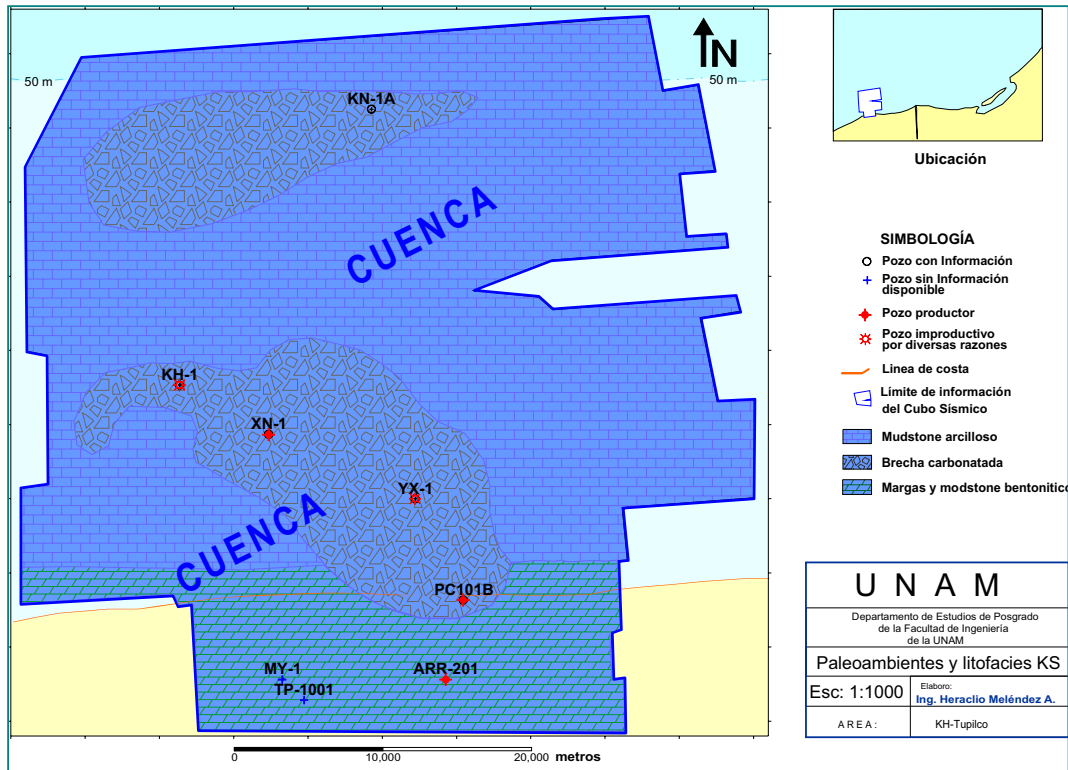 50 m
N
50 m
KN-1A
CUENCA
KH-1
XN-1
YX-1
CUENCA
PC101B
MY-1
ARR-201
TP-1001
0
10,000
20,000
metros
Ubicación
SIMBOLOGÍA
Pozo con Información
Pozo sin Información
disponible
Pozo productor
Pozo improductivo
por diversas razones
Linea de costa
Límite de información
del Cubo Sísmico
Mudstone arcilloso
Brecha carbonatada
Margas y modstone bentonitico
UNAM
Departamento de Estudios de Posgrado
de la Facultad de Ingeniería
de la UNAM
Paleoambientes y litofacies KS
Esc: 1:1000
Elaboro:
Ing. Heraclio Meléndez A.
AREA:
KH-Tupilco